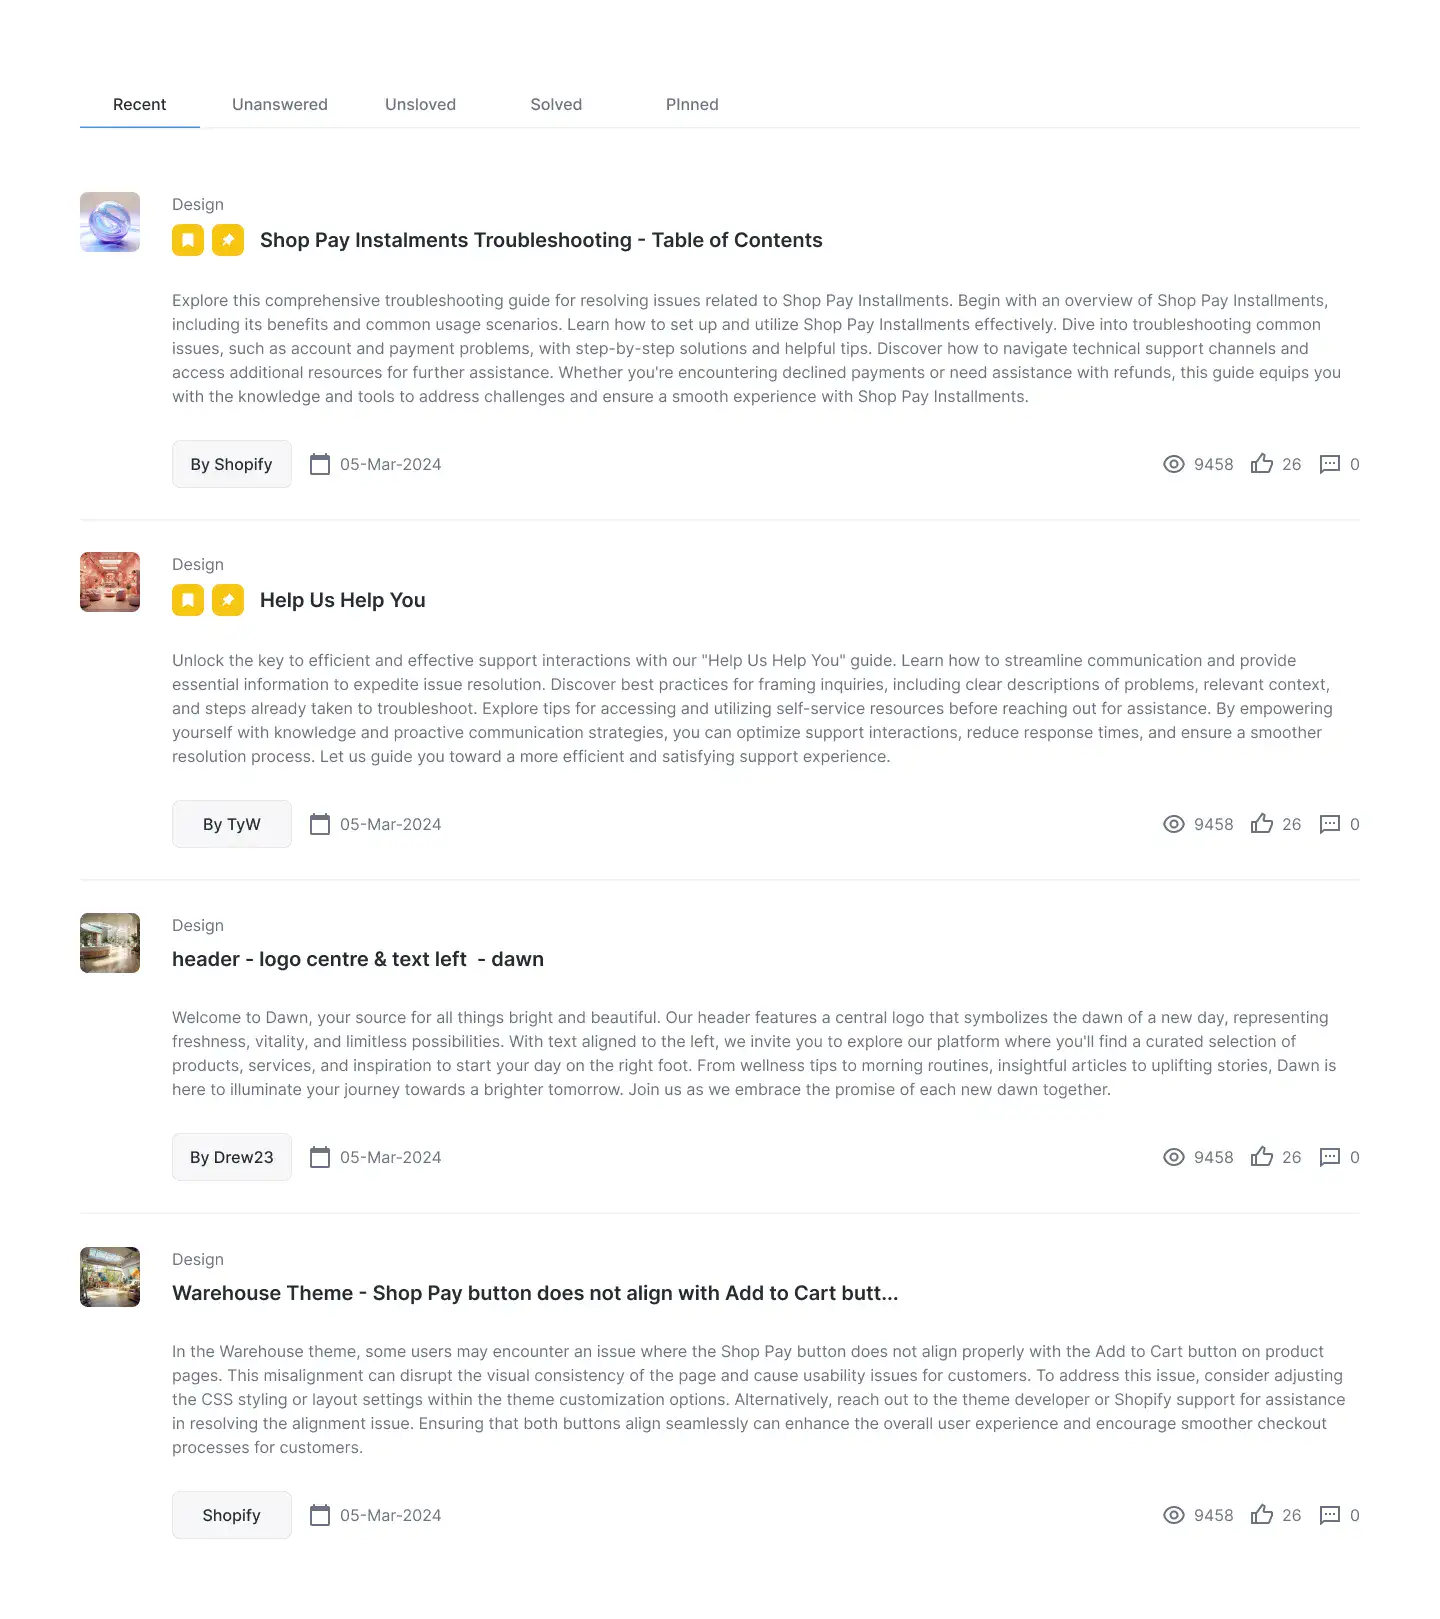 Recent Unanswered Unsloved Solved PInned
Design
Shop Pay Instalments Troubleshooting - Table of Contents
Explore this comprehensive troubleshooting guide for resolving issues related to Shop Pay Installments. Begin with an overview of Shop Pay Installments,
including its benefits and common usage scenarios. Learn how to set up and utilize Shop Pay Installments effectively. Dive into troubleshooting common
issues, such as account and payment problems, with step-by-step solutions and helpful tips. Discover how to navigate technical support channels and
access additional resources for further assistance. Whether you're encountering declined payments or need assistance with refunds, this guide equips you
with the knowledge and tools to address challenges and ensure a smooth experience with Shop Pay Installments.
By Shopify 05-Mar-2024 9458 26 0
Design
Help Us Help You
Unlock the key to efficient and effective support interactions with our "Help Us Help You" guide. Learn how to streamline communication and provide
essential information to expedite issue resolution. Discover best practices for framing inquiries, including clear descriptions of problems, relevant context,
and steps already taken to troubleshoot. Explore tips for accessing and utilizing self-service resources before reaching out for assistance. By empowering
yourself with knowledge and proactive communication strategies, you can optimize support interactions, reduce response times, and ensure a smoother
resolution process. Let us guide you toward a more efficient and satisfying support experience.
By TyW 05-Mar-2024 9458 26 0
Design
header - logo centre & text left  - dawn
Welcome to Dawn, your source for all things bright and beautiful. Our header features a central logo that symbolizes the dawn of a new day, representing
freshness, vitality, and limitless possibilities. With text aligned to the left, we invite you to explore our platform where you'll find a curated selection of
products, services, and inspiration to start your day on the right foot. From wellness tips to morning routines, insightful articles to uplifting stories, Dawn is
here to illuminate your journey towards a brighter tomorrow. Join us as we embrace the promise of each new dawn together.
By Drew23 05-Mar-2024 9458 26 0
Design
Warehouse Theme - Shop Pay button does not align with Add to Cart butt...
In the Warehouse theme, some users may encounter an issue where the Shop Pay button does not align properly with the Add to Cart button on product
pages. This misalignment can disrupt the visual consistency of the page and cause usability issues for customers. To address this issue, consider adjusting
the CSS styling or layout settings within the theme customization options. Alternatively, reach out to the theme developer or Shopify support for assistance
in resolving the alignment issue. Ensuring that both buttons align seamlessly can enhance the overall user experience and encourage smoother checkout
processes for customers.
Shopify 05-Mar-2024 9458 26 0